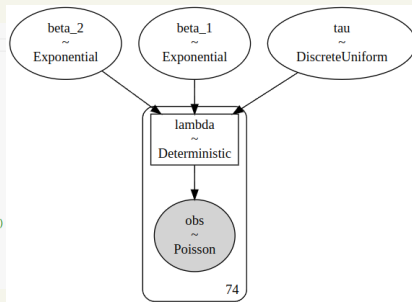 beta_2
~
Exponential
beta_1
~
Exponential
tau
~
DiscreteUniform
lambda
~
Deterministic
obs
~
Poisson
74
)